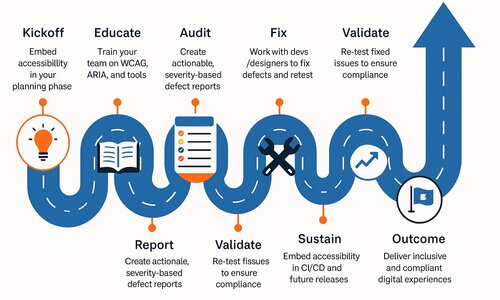 Kickoff
Embed
accessibillity
in your
planning phase
Educate
Train your
team on WCAG,
ARIA, and tools
Audit
Create
actionable,
severity-based
defect reports
Fix
Work with devs
/designers to fix
defects and retest
Validate
Re-test fixed
issues to ensure
compliance
Report
Create actionale,
severity-based
defect reports
Validate
Re-test fissues
to ensure
compliance
Sustain
Embed accessibility
in CI/CD and
future releases
Outcome
Deliver inclusive
and compliant
digital experiences